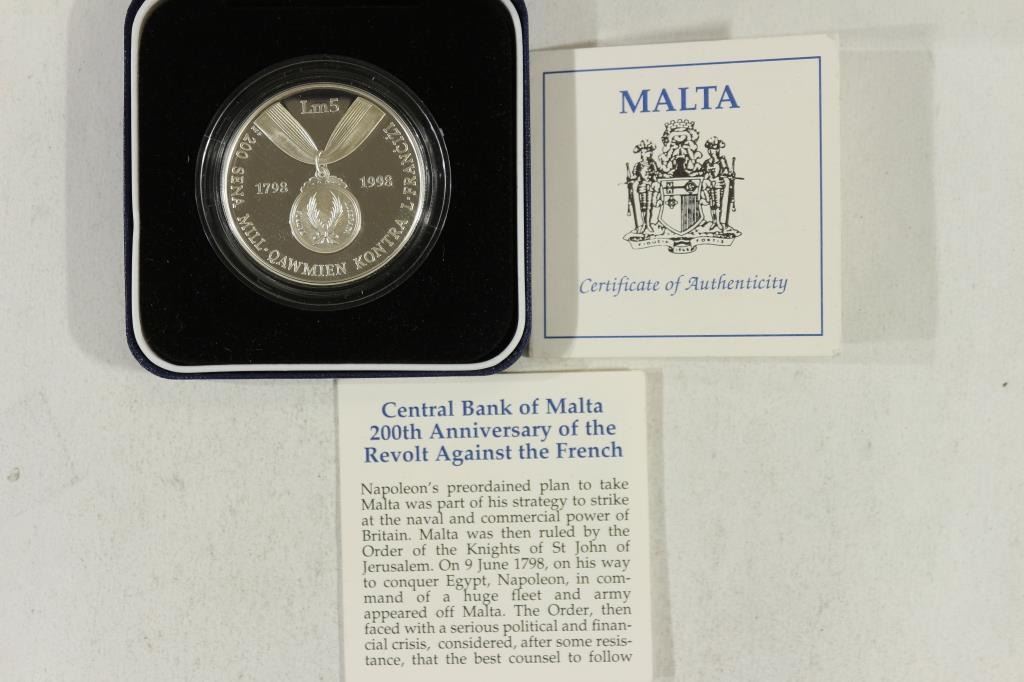 Lm5
200 SENA MILL-QAWMIEN KONTRA L-FRANĊIŻI
1798
1998
MALTA
Certificate of Authenticity
Central Bank of Malta
200th Anniversary of the
Revolt Against the French
Napoleon's preordained plan to take
Malta was part of his strategy to strike
at the naval and commercial power of
Britain. Malta was then ruled by the
Order of the Knights of St John of
Jerusalem. On 9 June 1798, on his way
to conquer Egypt, Napoleon, in com-
mand of a huge fleet and army
appeared off Malta. The Order, then
faced with a serious political and finan-
cial crisis, considered, after some resis-
tance, that the best counsel to follow